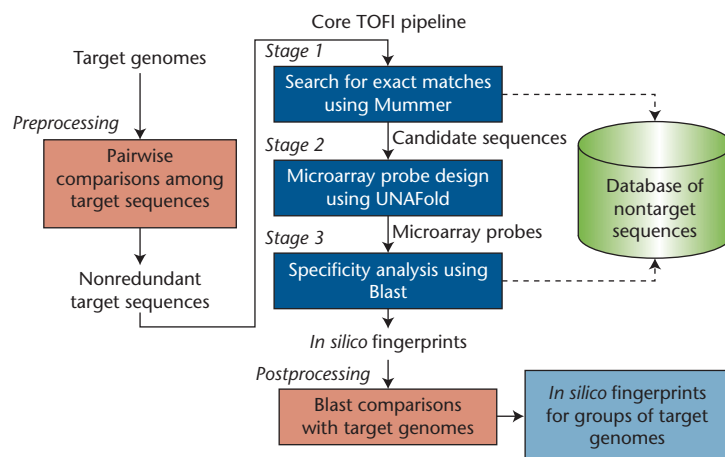 Core TOFI pipeline
Target genomes
Preprocessing
Pairwise
comparisons among
target sequences
Nonredundant
target sequences
Stage 1
Search for exact matches
using Mummer
Candidate sequences
Stage 2
Microarray probe design
using UNAFold
Microarray probes
Stage 3
Specificity analysis using
Blast
Database of
nontarget
sequences
In silico fingerprints
Postprocessing
Blast comparisons
with target genomes
In silico fingerprints
for groups of target
genomes